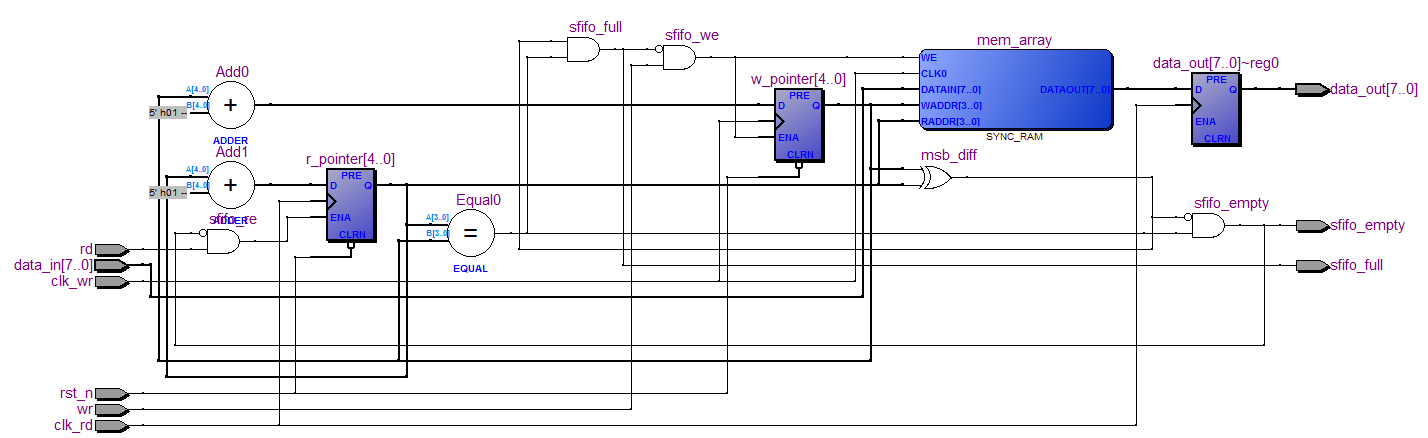 sfifo_full
sfifo_we
mem_array
WE
CLK0
DATAIN[7..0]
WADDR[3..0]
RADDR[3..0]
DATAOUT[7..0]
SYNC_RAM
data_out[7..0]~reg0
PRE
D Q
ENA
CLRN
data_out[7..0]
w_pointer[4..0]
PRE
D Q
ENA
CLRN
Add0
A[4..0]
B[4..0]
5' h01 --
+
ADDER
Add1
A[4..0]
B[4..0]
5' h01 --
+
ADDER
r_pointer[4..0]
PRE
D Q
ENA
CLRN
msb_diff
Equal0
A[3..0]
B[3..0]
=
EQUAL
sfifo_re
sfifo_empty
sfifo_empty
sfifo_full
rd
data_in[7..0]
clk_wr
rst_n
wr
clk_rd